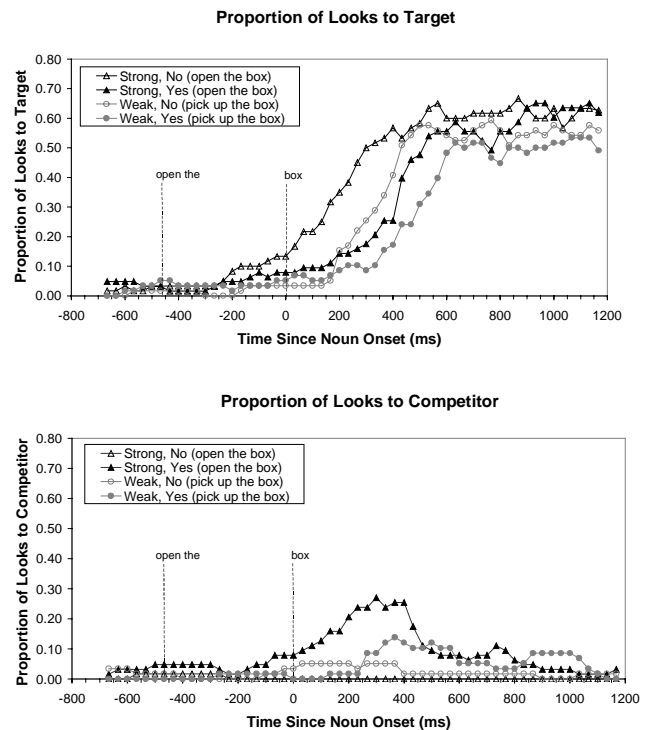 Proportion of Looks to Target
Proportion of Looks to Target
0.80
0.70
0.60
0.50
0.40
0.30
0.20
0.10
0.00
Strong, No (open the box)
Strong, Yes (open the box)
Weak, No (pick up the box)
Weak, Yes (pick up the box)
open the
box
-800 -600 -400 -200 0 200 400 600 800 1000 1200
Time Since Noun Onset (ms)
Proportion of Looks to Competitor
Proportion of Looks to Competitor
0.80
0.70
0.60
0.50
0.40
0.30
0.20
0.10
0.00
Strong, No (open the box)
Strong, Yes (open the box)
Weak, No (pick up the box)
Weak, Yes (pick up the box)
open the
box
-800 -600 -400 -200 0 200 400 600 800 1000 1200
Time Since Noun Onset (ms)